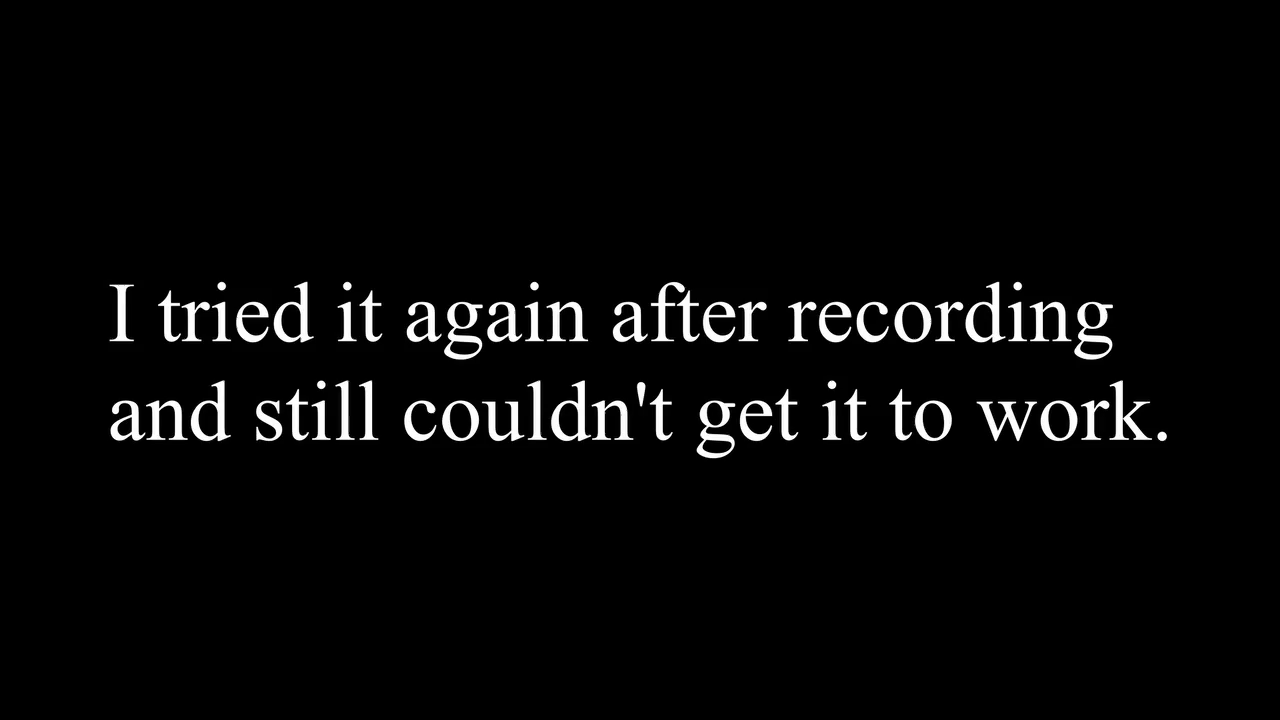 I tried it again after recording
and still couldn't get it to work.